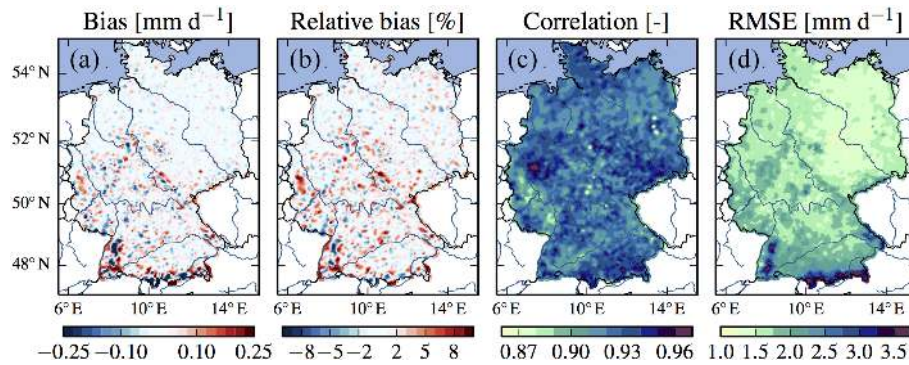 Bias [mm d⁻¹] Relative bias [%] Correlation [-] RMSE [mm d⁻¹]
(a) (b) (c) (d)
54° N
52° N
50° N
48° N
6° E 10° E 14° E 6° E 10° E 14° E 6° E 10° E 14° E 6° E 10° E 14° E
−0.25 −0.10 0.10 0.25 −8 −5 −2 2 5 8 0.87 0.90 0.93 0.96 1.0 1.5 2.0 2.5 3.0 3.5